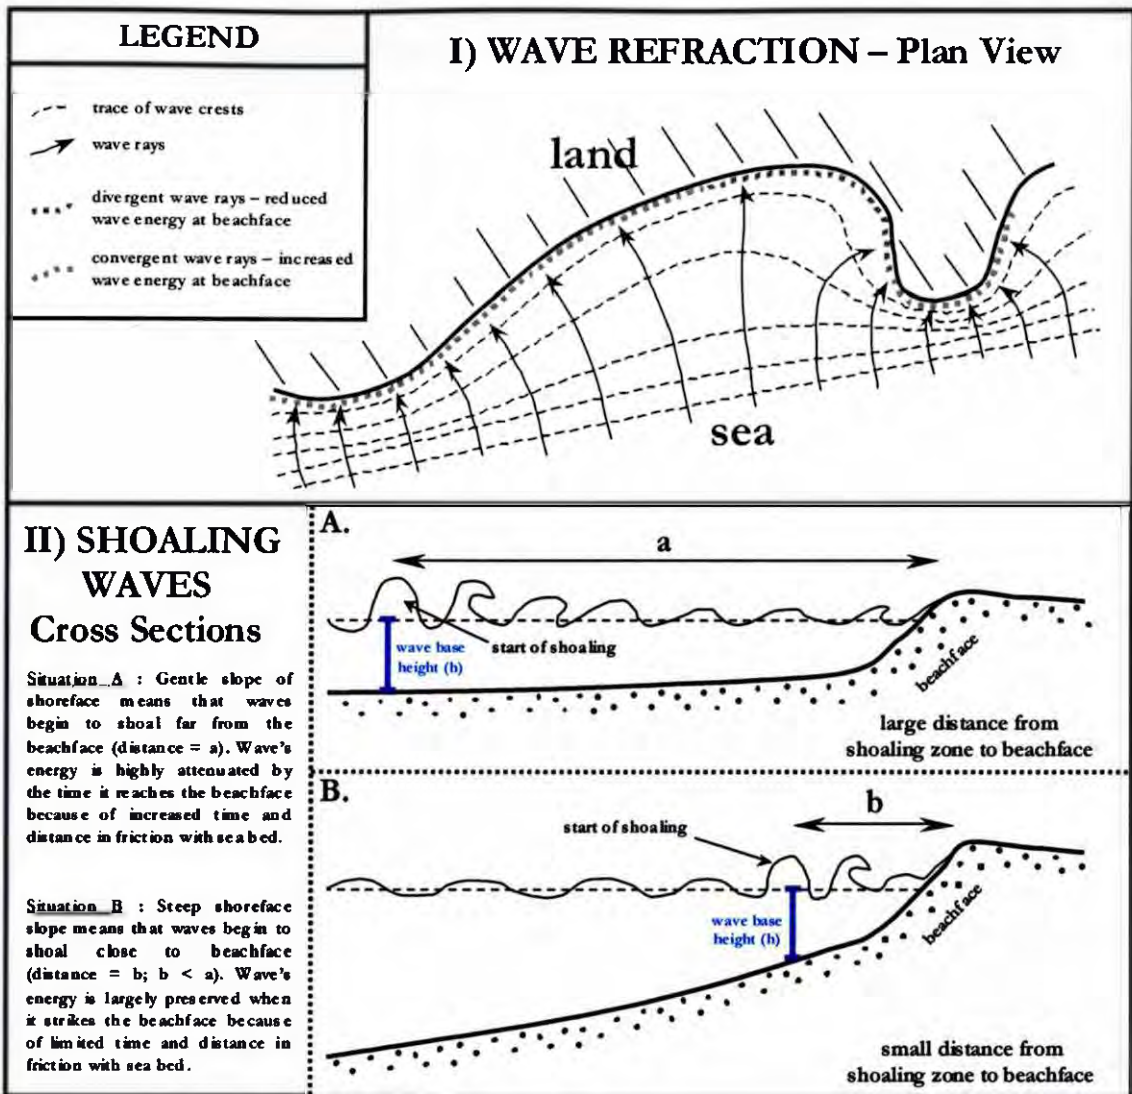 LEGEND
trace of wave crests
wave rays
divergent wave rays – reduced
wave energy at beachface
convergent wave rays – increased
wave energy at beachface
I) WAVE REFRACTION – Plan View
land
sea
II) SHOALING
WAVES
Cross Sections
Situation A : Gentle slope of
shoreface means that waves
begin to shoal far from the
beachface (distance = a). Wave's
energy is highly attenuated by
the time it reaches the beachface
because of increased time and
distance in friction with sea bed.
Situation B : Steep shoreface
slope means that waves begin to
shoal close to beachface
(distance = b; b < a). Wave's
energy is largely preserved when
it strikes the beachface because
of limited time and distance in
friction with sea bed.
A.
a
wave base
height (h)
start of shoaling
beachface
large distance from
shoaling zone to beachface
B.
b
start of shoaling
wave base
height (h)
beachface
small distance from
shoaling zone to beachface